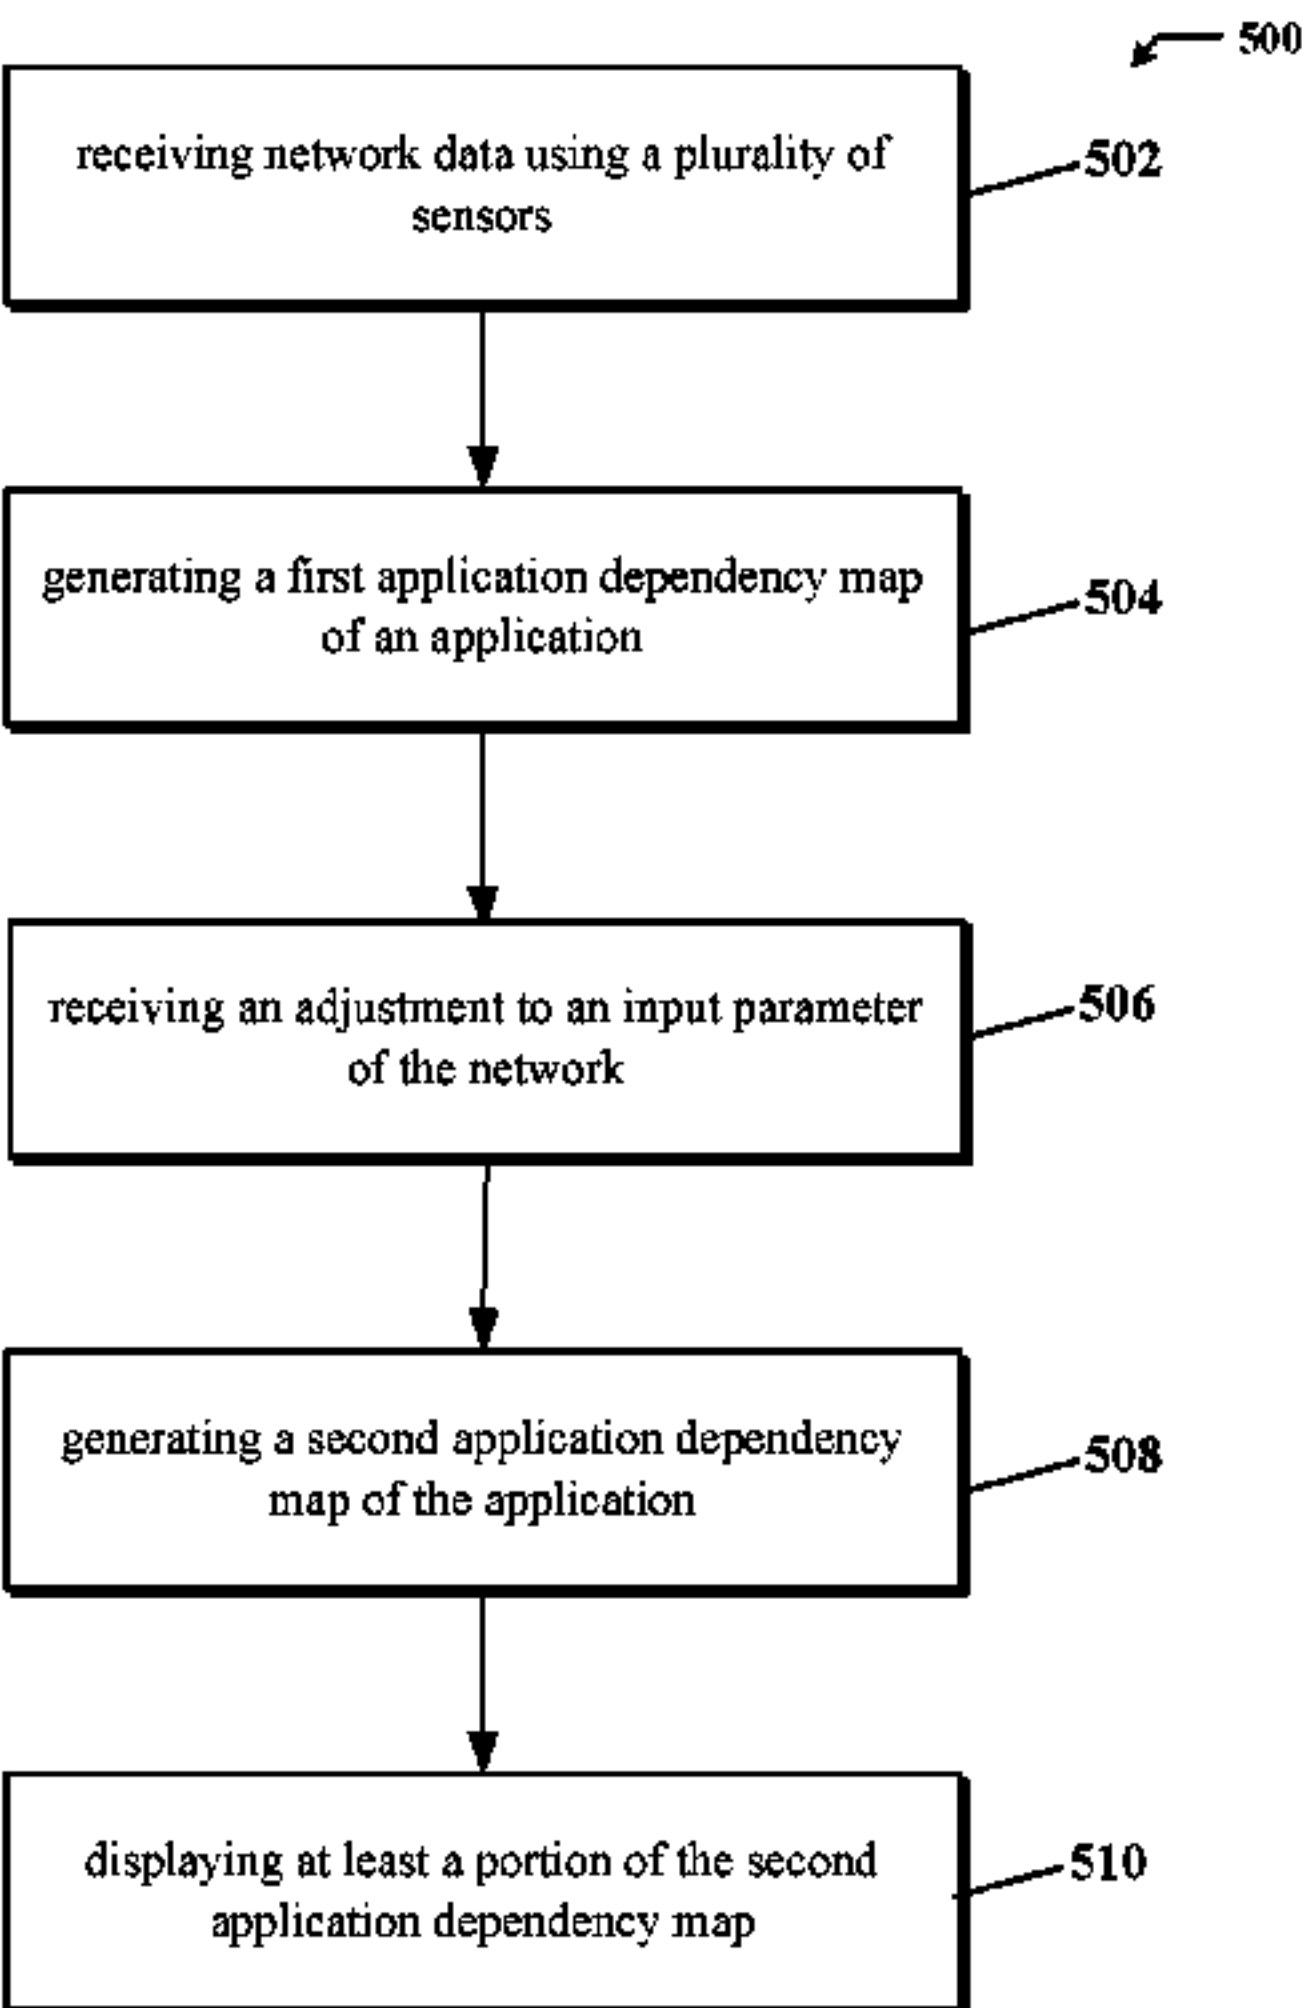 500
receiving network data using a plurality of
sensors
502
generating a first application dependency map
of an application
504
receiving an adjustment to an input parameter
of the network
506
generating a second application dependency
map of the application
508
displaying at least a portion of the second
application dependency map
510